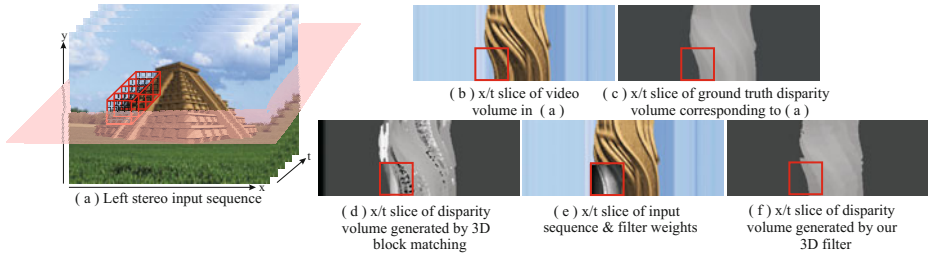 y
t
x
( a ) Left stereo input sequence
( b ) x/t slice of video
volume in ( a )
( c ) x/t slice of ground truth disparity
volume corresponding to ( a )
( d ) x/t slice of disparity
volume generated by 3D
block matching
( e ) x/t slice of input
sequence & filter weights
( f ) x/t slice of disparity
volume generated by our
3D filter